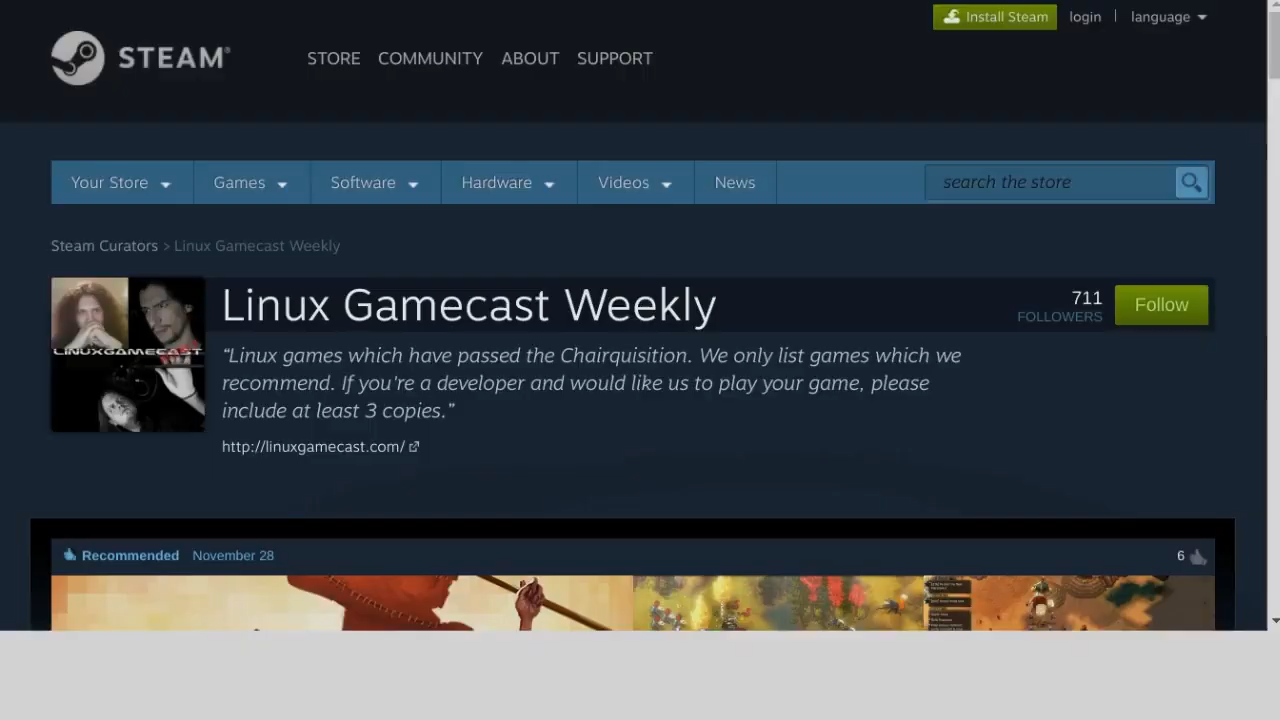 Install Steam login language
STEAM®
STORE COMMUNITY ABOUT SUPPORT
Your Store Games Software Hardware Videos News search the store
Steam Curators > Linux Gamecast Weekly
LINUXGAMECAST
Linux Gamecast Weekly
711
FOLLOWERS
Follow
“Linux games which have passed the Chairquisition. We only list games which we
recommend. If you're a developer and would like us to play your game, please
include at least 3 copies.”
http://linuxgamecast.com/
Recommended November 28 6